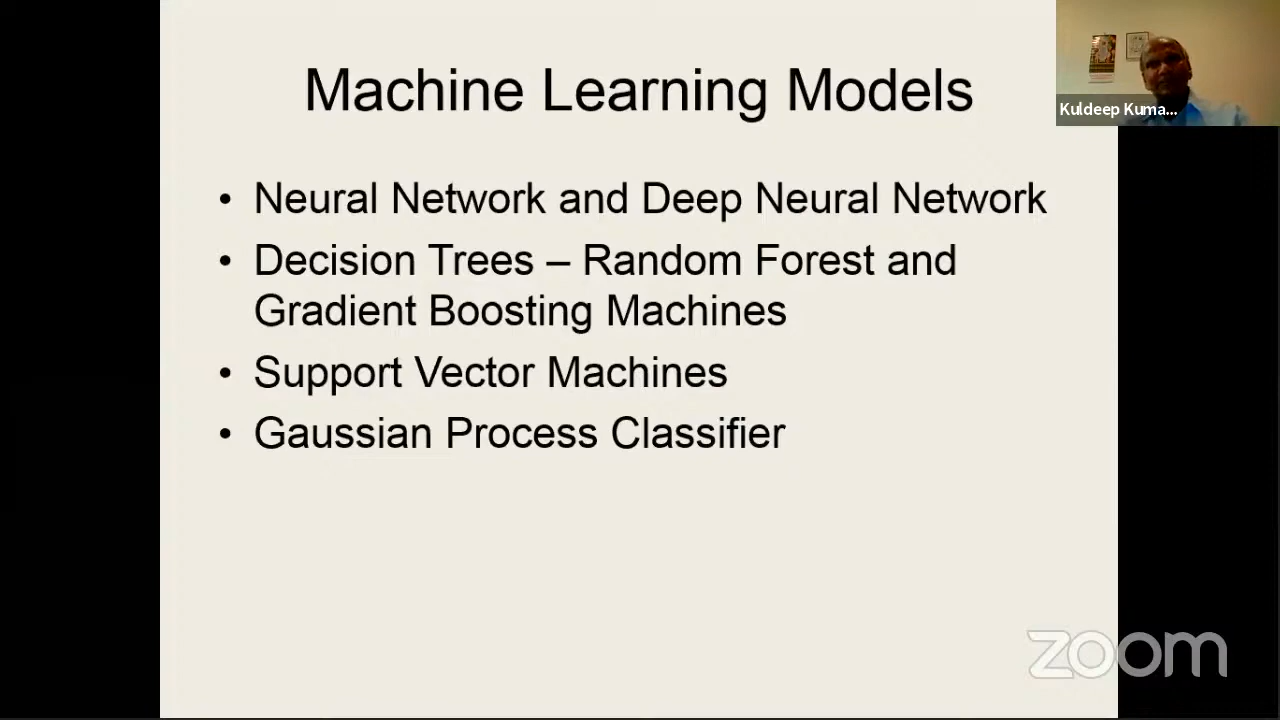 Machine Learning Models
Kuldeep Kuma...
• Neural Network and Deep Neural Network
• Decision Trees – Random Forest and
Gradient Boosting Machines
• Support Vector Machines
• Gaussian Process Classifier
zoom